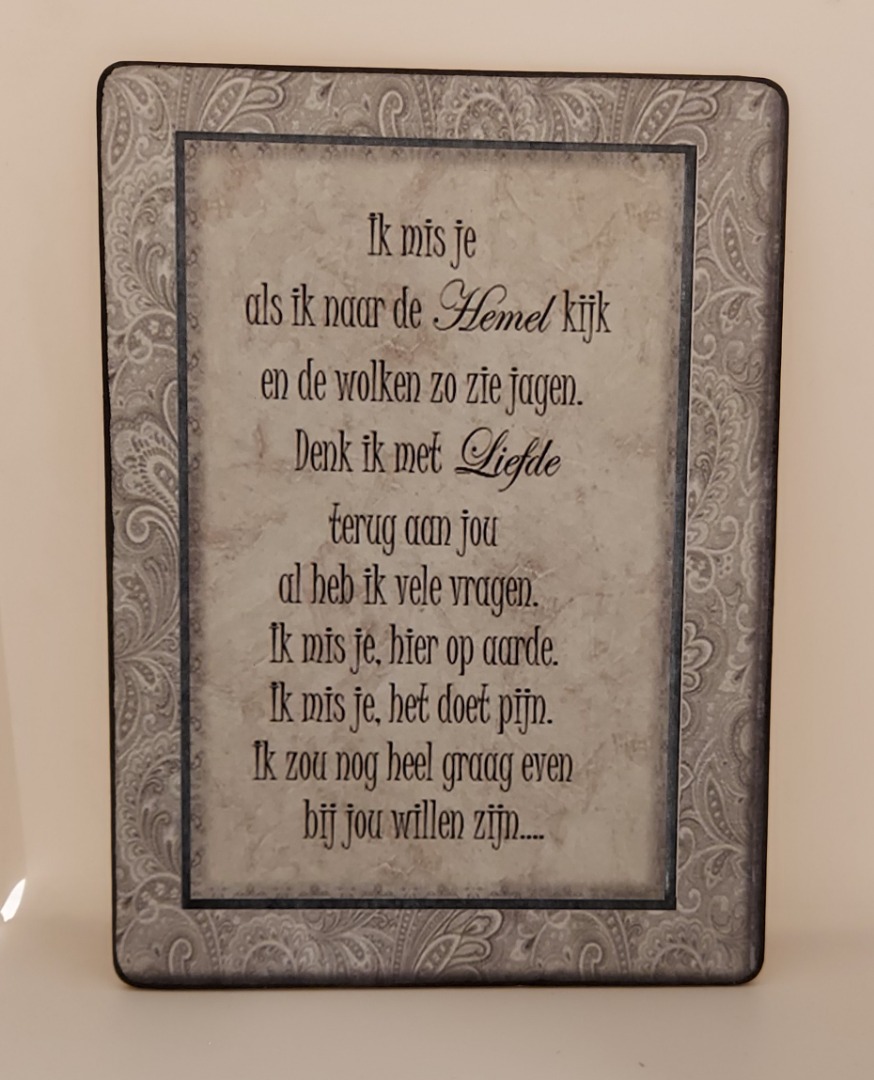 Ik mis je
als ik naar de Hemel kijk
en de wolken zo zie jagen.
Denk ik met Liefde
terug aan jou
al heb ik vele vragen.
Ik mis je, hier op aarde.
Ik mis je, het doet pijn.
Ik zou nog heel graag even
bij jou willen zijn....